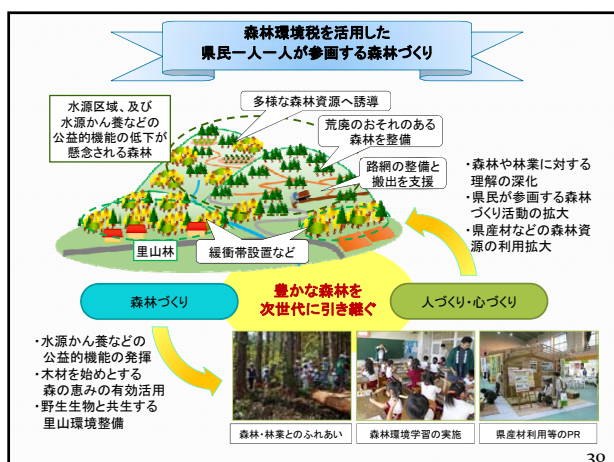 森林環境税を活用した
県民一人一人が参画する森林づくり
水源区域、及び
水源かん養などの
公益的機能の低下が
懸念される森林
多様な森林資源へ誘導
荒廃のおそれのある
森林を整備
路網の整備と
搬出を支援
里山林
緩衝帯設置など
・森林や林業に対する
理解の深化
・県民が参画する森林
づくり活動の拡大
・県産材などの森林資
源の利用拡大
森林づくり
豊かな森林を
次世代に引き継ぐ
人づくり・心づくり
・水源かん養などの
公益的機能の発揮
・木材を始めとする
森の恵みの有効活用
・野生生物と共生する
里山環境整備
森林・林業とのふれあい
森林環境学習の実施
県産材利用等のPR
30